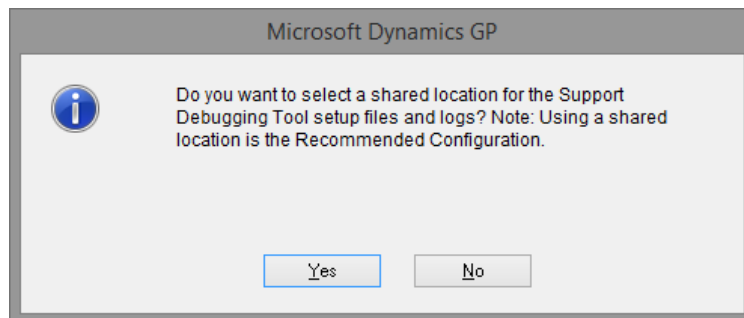 Microsoft Dynamics GP
Do you want to select a shared location for the Support
Debugging Tool setup files and logs? Note: Using a shared
location is the Recommended Configuration.
Yes
No